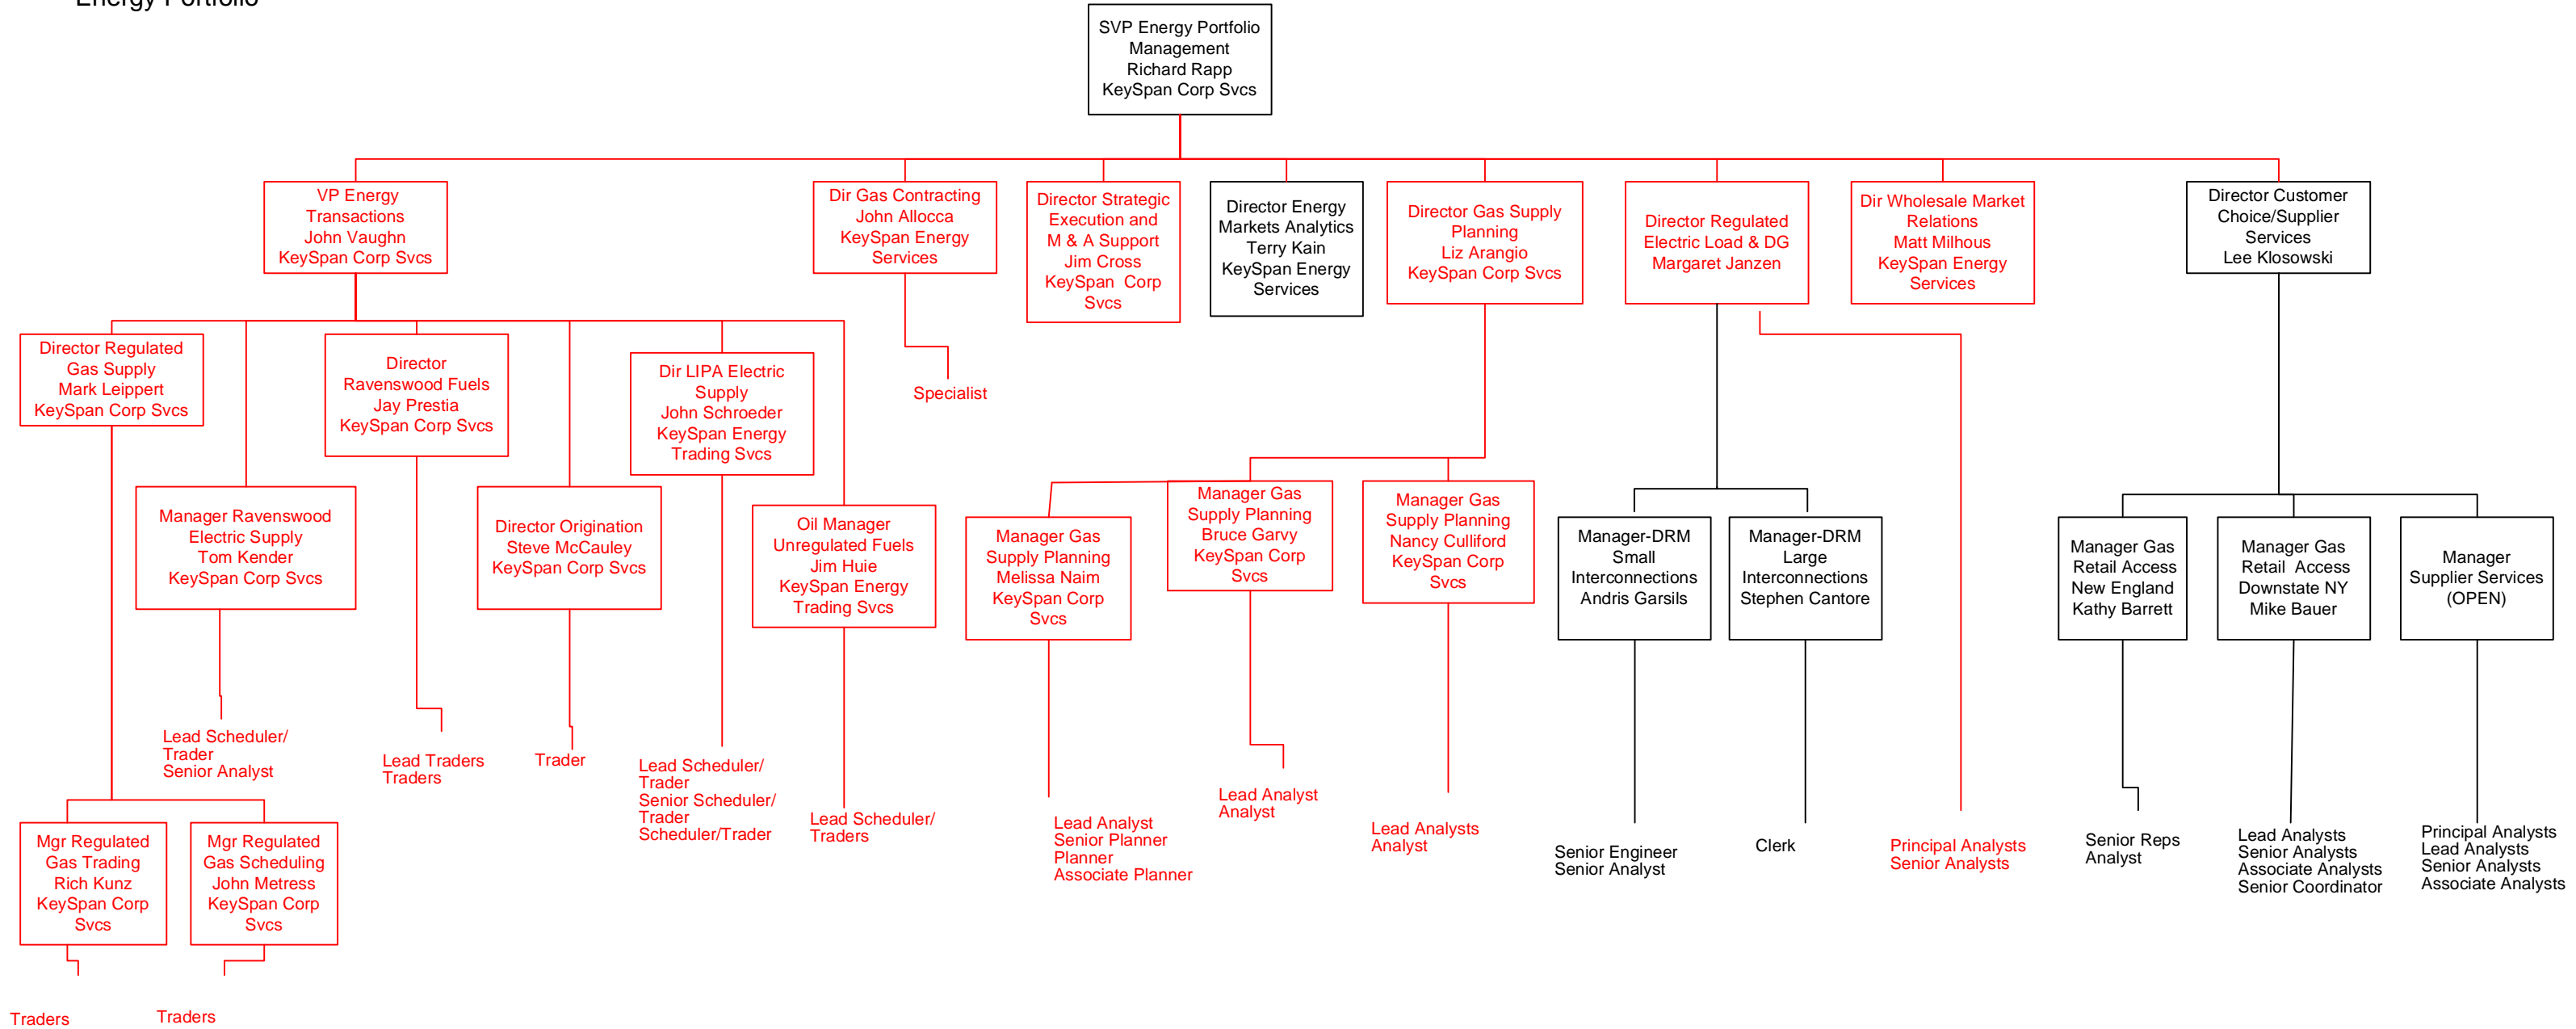 Energy Portfolio
SVP Energy Portfolio
Management
Richard Rapp
KeySpan Corp Svcs
VP Energy
Transactions
John Vaughn
KeySpan Corp Svcs
Dir Gas Contracting
John Allocca
KeySpan Energy
Services
Director Strategic
Execution and
M & A Support
Jim Cross
KeySpan Corp
Svcs
Director Energy
Markets Analytics
Terry Kain
KeySpan Energy
Services
Director Gas Supply
Planning
Liz Arangio
KeySpan Corp Svcs
Director Regulated
Electric Load & DG
Margaret Janzen
Dir Wholesale Market
Relations
Matt Milhous
KeySpan Energy
Services
Director Customer
Choice/Supplier
Services
Lee Klosowski
Director Regulated
Gas Supply
Mark Leippert
KeySpan Corp Svcs
Director
Ravenswood Fuels
Jay Prestia
KeySpan Corp Svcs
Dir LIPA Electric
Supply
John Schroeder
KeySpan Energy
Trading Svcs
Specialist
Manager Ravenswood
Electric Supply
Tom Kender
KeySpan Corp Svcs
Director Origination
Steve McCauley
KeySpan Corp Svcs
Oil Manager
Unregulated Fuels
Jim Huie
KeySpan Energy
Trading Svcs
Manager Gas
Supply Planning
Melissa Naim
KeySpan Corp
Svcs
Manager Gas
Supply Planning
Bruce Garvy
KeySpan Corp
Svcs
Manager Gas
Supply Planning
Nancy Culliford
KeySpan Corp
Svcs
Manager-DRM
Small
Interconnections
Andris Garsils
Manager-DRM
Large
Interconnections
Stephen Cantore
Manager Gas
Retail Access
New England
Kathy Barrett
Manager Gas
Retail Access
Downstate NY
Mike Bauer
Manager
Supplier Services
(OPEN)
Lead Scheduler/
Trader
Senior Analyst
Lead Traders
Traders
Trader
Lead Scheduler/
Trader
Senior Scheduler/
Trader
Scheduler/Trader
Lead Scheduler/
Traders
Lead Analyst
Senior Planner
Planner
Associate Planner
Lead Analyst
Analyst
Lead Analysts
Analyst
Senior Engineer
Senior Analyst
Clerk
Principal Analysts
Senior Analysts
Senior Reps
Analyst
Lead Analysts
Senior Analysts
Associate Analysts
Senior Coordinator
Principal Analysts
Lead Analysts
Senior Analysts
Associate Analysts
Mgr Regulated
Gas Trading
Rich Kunz
KeySpan Corp
Svcs
Mgr Regulated
Gas Scheduling
John Metress
KeySpan Corp
Svcs
Traders
Traders